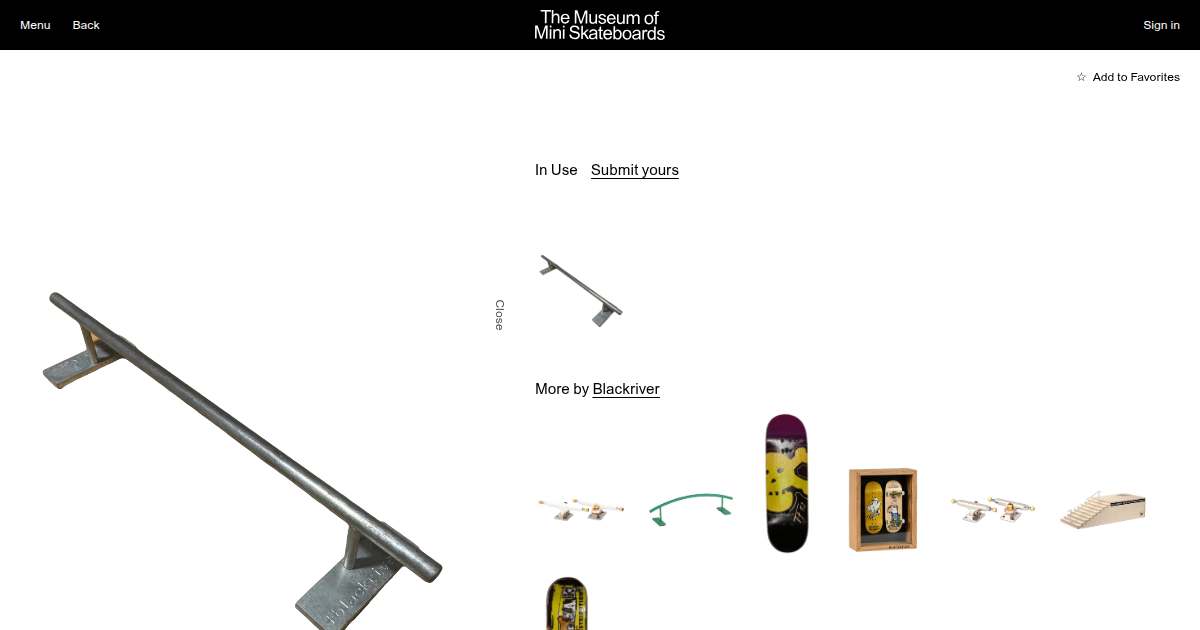 Menu
Back
The Museum of
Mini Skateboards
Sign in
☆ Add to Favorites
In Use
Submit yours
Close
More by Blackriver